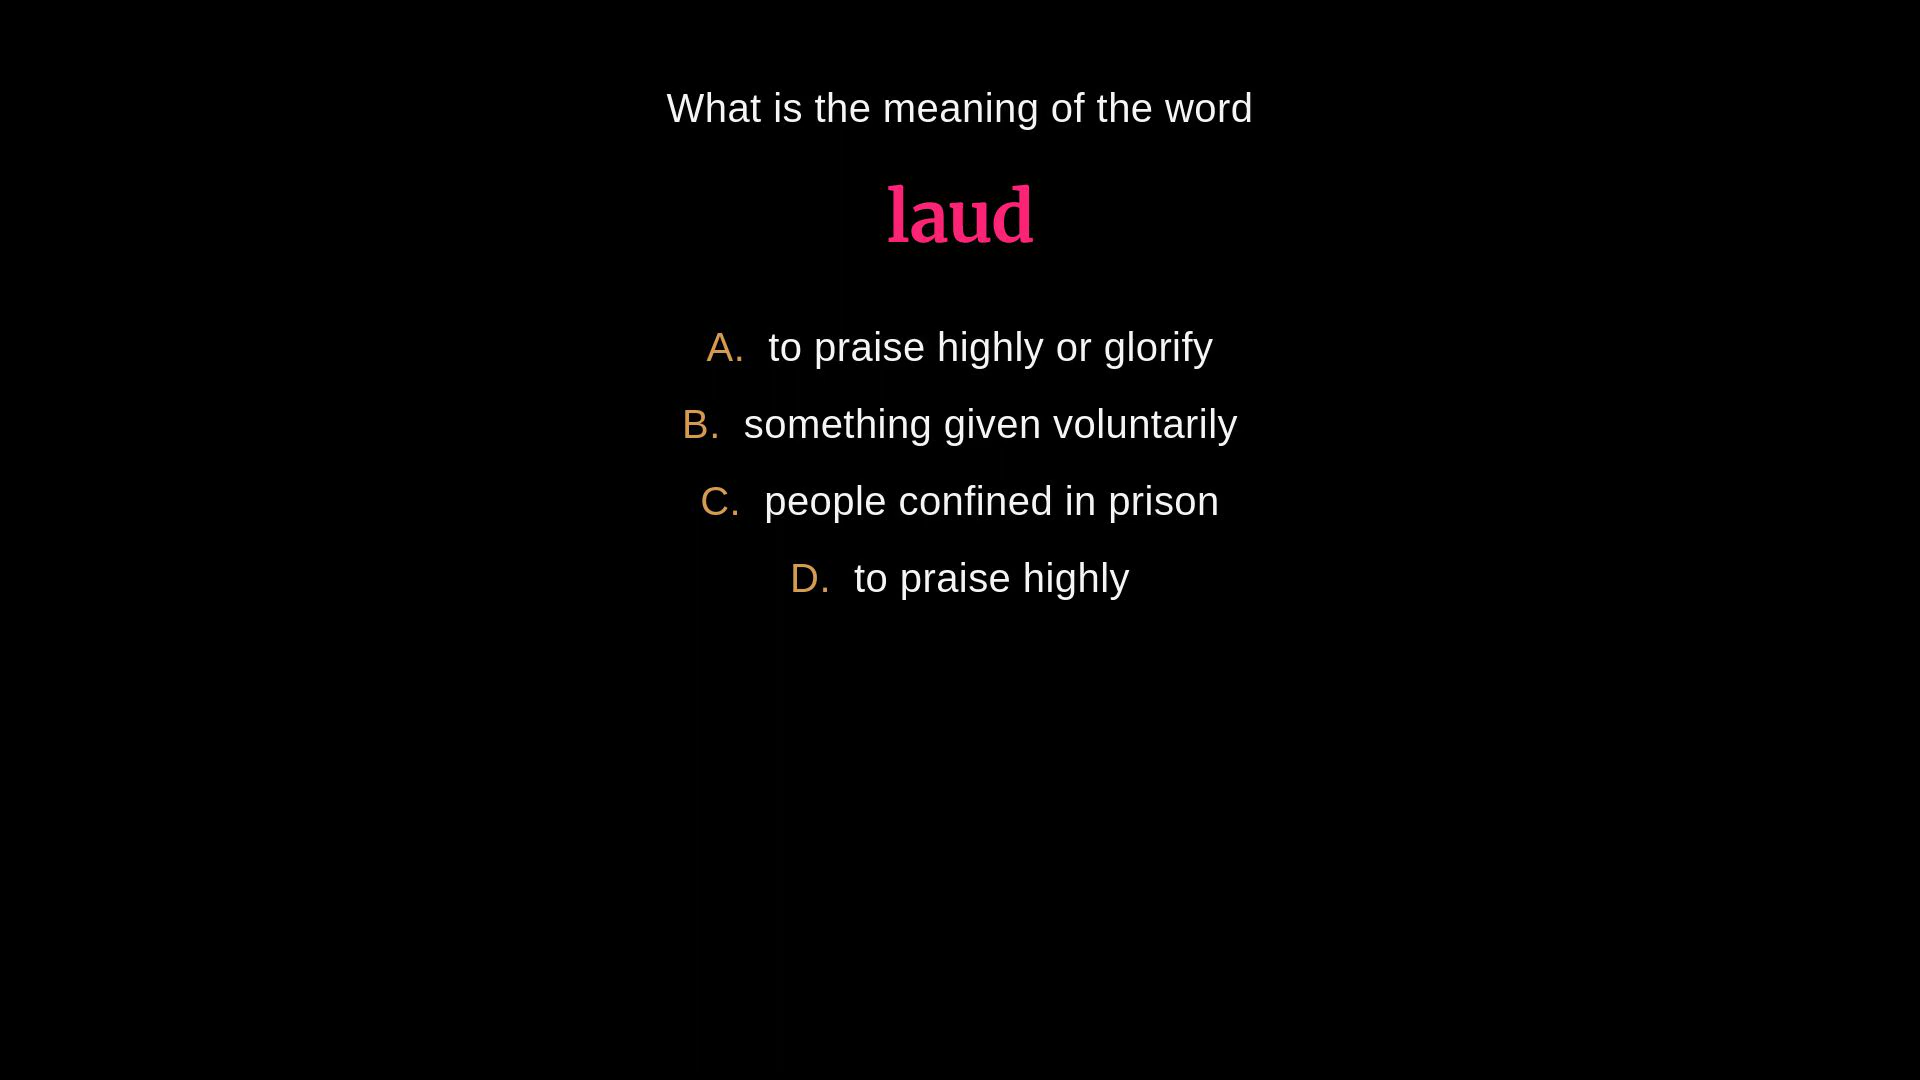 What is the meaning of the word
laud
A. to praise highly or glorify
B. something given voluntarily
C. people confined in prison
D. to praise highly